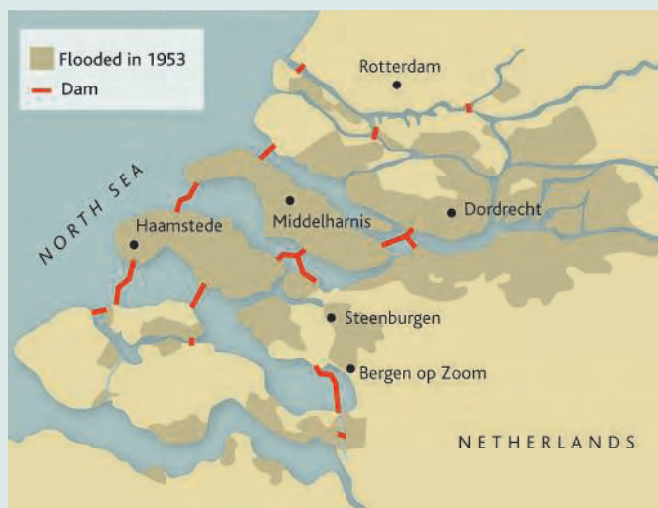 Flooded in 1953
Dam
Rotterdam
NORTH SEA
Haamstede
Middelharnis
Dordrecht
Steenburgen
Bergen op Zoom
NETHERLANDS